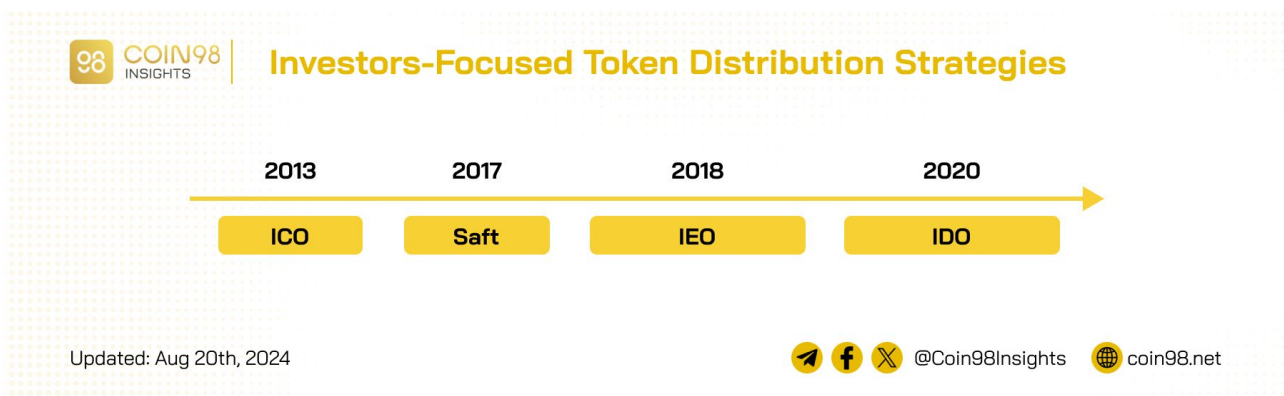 98 COIN98 INSIGHTS
Investors-Focused Token Distribution Strategies
2013 2017 2018 2020
ICO Saft IEO IDO
Updated: Aug 20th, 2024 @Coin98Insights coin98.net